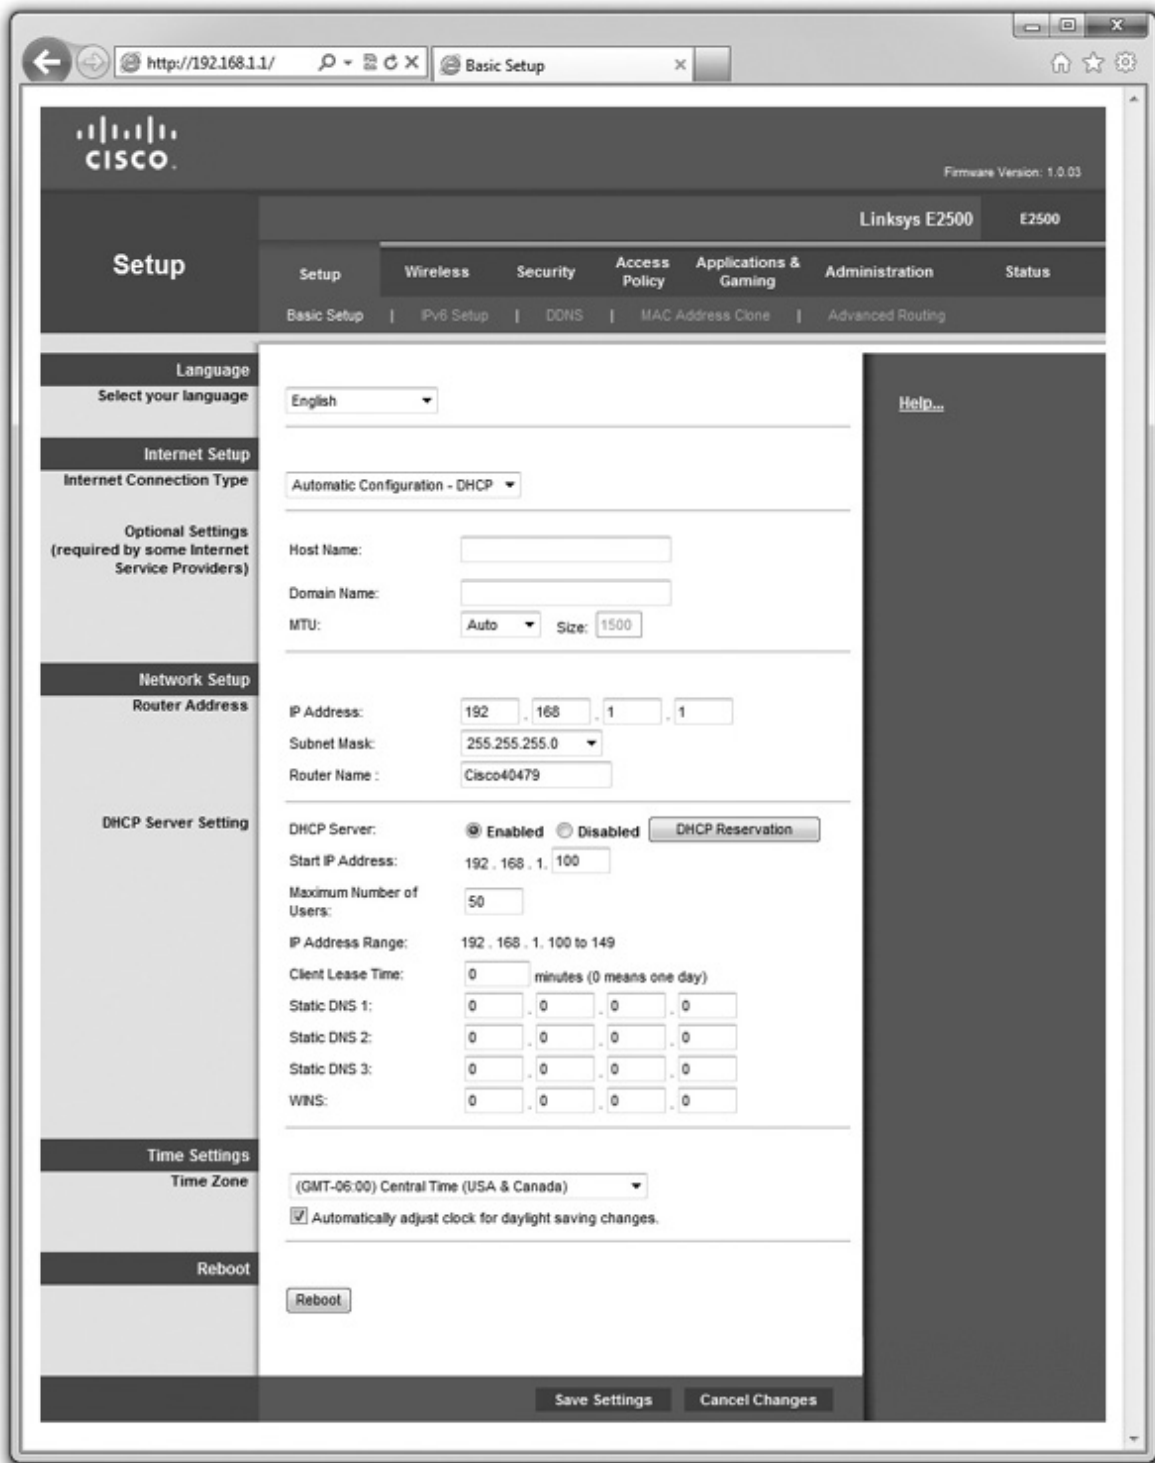 http://192.168.1.1/
Basic Setup
CISCO.
Firmware Version: 1.0.03
Linksys E2500 E2500
Setup
Setup Wireless Security Access Policy Applications & Gaming Administration Status
Basic Setup | IPv6 Setup | DDNS | MAC Address Clone | Advanced Routing
Language
Select your language
English
Help...
Internet Setup
Internet Connection Type
Automatic Configuration - DHCP
Optional Settings
(required by some Internet
Service Providers)
Host Name:
Domain Name:
MTU: Auto Size: 1500
Network Setup
Router Address
IP Address: 192 . 168 . 1 . 1
Subnet Mask: 255.255.255.0
Router Name : Cisco40479
DHCP Server Setting
DHCP Server: Enabled Disabled DHCP Reservation
Start IP Address: 192 . 168 . 1. 100
Maximum Number of
Users:
50
IP Address Range: 192 . 168 . 1. 100 to 149
Client Lease Time: 0 minutes (0 means one day)
Static DNS 1: 0 . 0 . 0 . 0
Static DNS 2: 0 . 0 . 0 . 0
Static DNS 3: 0 . 0 . 0 . 0
WINS: 0 . 0 . 0 . 0
Time Settings
Time Zone
(GMT-06:00) Central Time (USA & Canada)
Automatically adjust clock for daylight saving changes.
Reboot
Reboot
Save Settings Cancel Changes